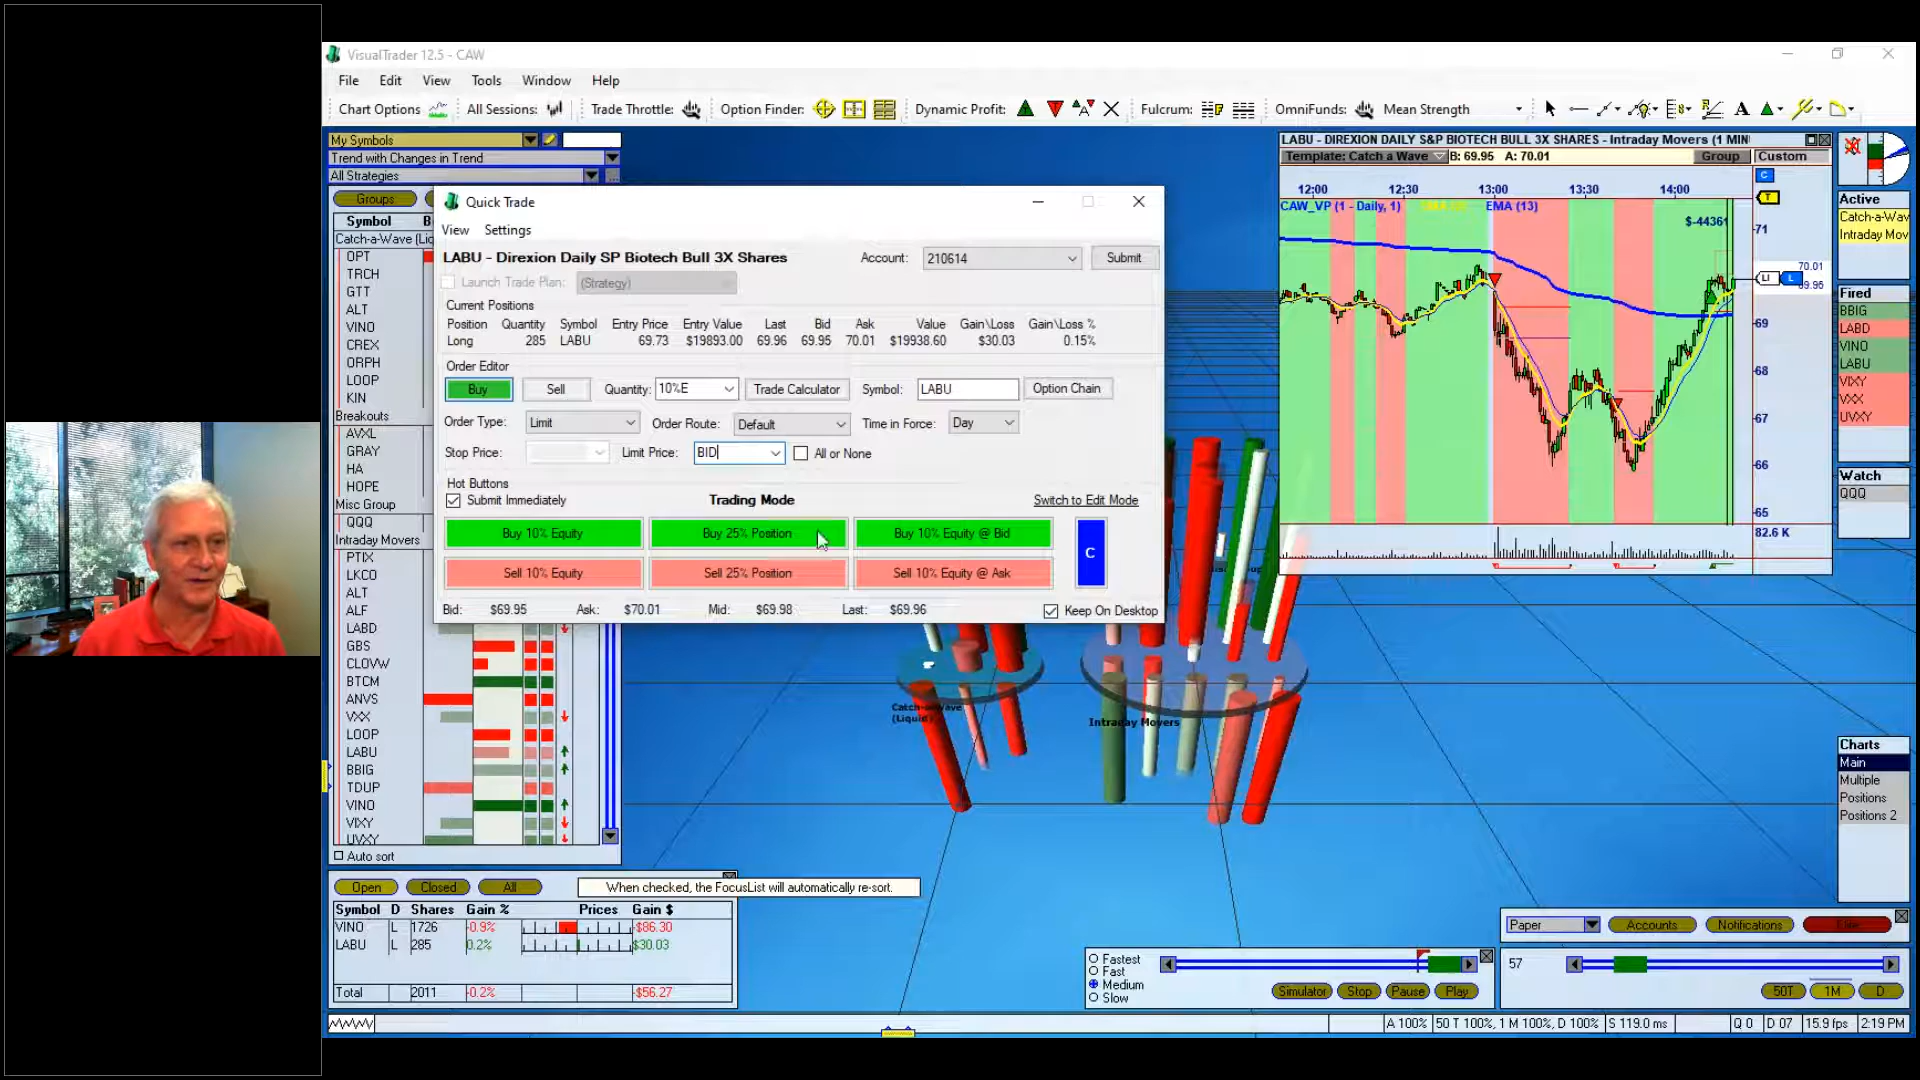 VisualTrader 12.5 - CAW
File Edit View Tools Window Help
Chart Options All Sessions: Trade Throttle: Option Finder: Dynamic Profit: Fulcrum: OmniFunds: Mean Strength
My Symbols
Trend with Changes in Trend
All Strategies
Groups
Symbol B
Catch-a-Wave (Lic
OPT
TRCH
GTT
ALT
VINO
CREX
ORPH
LOOP
KIN
Breakouts
AVXL
GRAY
HA
HOPE
Misc Group
QQQ
Intraday Movers
PTIX
LKCO
ALT
ALF
LABD
GBS
CLOVW
BTCM
ANVS
VXX
LOOP
LABU
BBIG
TDUP
VINO
VIXY
UVXY
Auto sort
Quick Trade
View Settings
LABU - Direxion Daily SP Biotech Bull 3X Shares Account: 210614 Submit
Launch Trade Plan: (Strategy)
Current Positions
Position Quantity Symbol Entry Price Entry Value Last Bid Ask Value Gain\Loss Gain\Loss %
Long 285 LABU 69.73 $19893.00 69.96 69.95 70.01 $19938.60 $30.03 0.15%
Order Editor
Buy Sell Quantity: 10%E Trade Calculator Symbol: LABU Option Chain
Order Type: Limit Order Route: Default Time in Force: Day
Stop Price: Limit Price: BID All or None
Hot Buttons
Submit Immediately Trading Mode Switch to Edit Mode
Buy 10% Equity Buy 25% Position Buy 10% Equity @ Bid
C
Sell 10% Equity Sell 25% Position Sell 10% Equity @ Ask
Bid: $69.95 Ask: $70.01 Mid: $69.98 Last: $69.96 Keep On Desktop
LABU - DIREXION DAILY S&P BIOTECH BULL 3X SHARES - Intraday Movers (1 MIN
Template: Catch a Wave B: 69.95 A: 70.01 Group Custom
C
12:00 12:30 13:00 13:30 14:00
T
CAW_VP (1 - Daily, 1) EMA (13)
$-44361
71
70.01
LI L 69.96
69
68
67
66
65
82.6 K
Active
Catch-a-Wav
Intraday Mov
Fired
BBIG
LABD
VINO
LABU
VIXY
VXX
UVXY
Watch
QQQ
Charts
Main
Multiple
Positions
Positions 2
Catch-a-Wave
(Liquid)
Intraday Movers
Open Closed All
When checked, the FocusList will automatically re-sort.
Symbol D Shares Gain % Prices Gain $
VINO L 1726 -0.9% -$86.30
LABU L 285 0.2% $30.03
Total 2011 -0.2% -$56.27
Paper Accounts Notifications
Fastest
Fast
Medium
Slow
Simulator Stop Pause Play
57
50T 1M D
A 100% 50 T 100%, 1 M 100%, D 100% S 119.0 ms Q 0 D 07 15.9 fps 2:19 PM